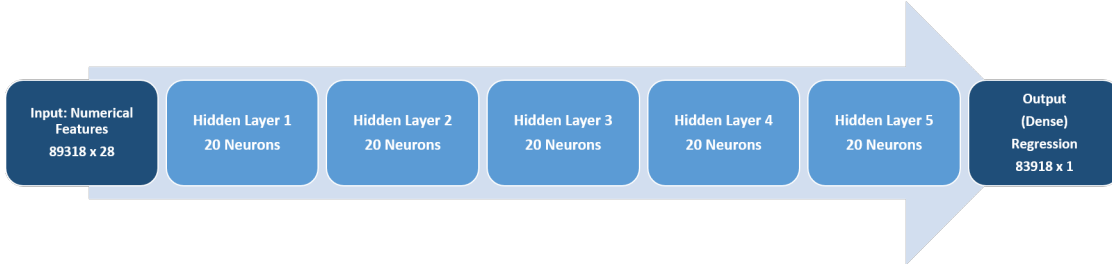 Input: Numerical
Features
89318 x 28
Hidden Layer 1
20 Neurons
Hidden Layer 2
20 Neurons
Hidden Layer 3
20 Neurons
Hidden Layer 4
20 Neurons
Hidden Layer 5
20 Neurons
Output
(Dense)
Regression
83918 x 1